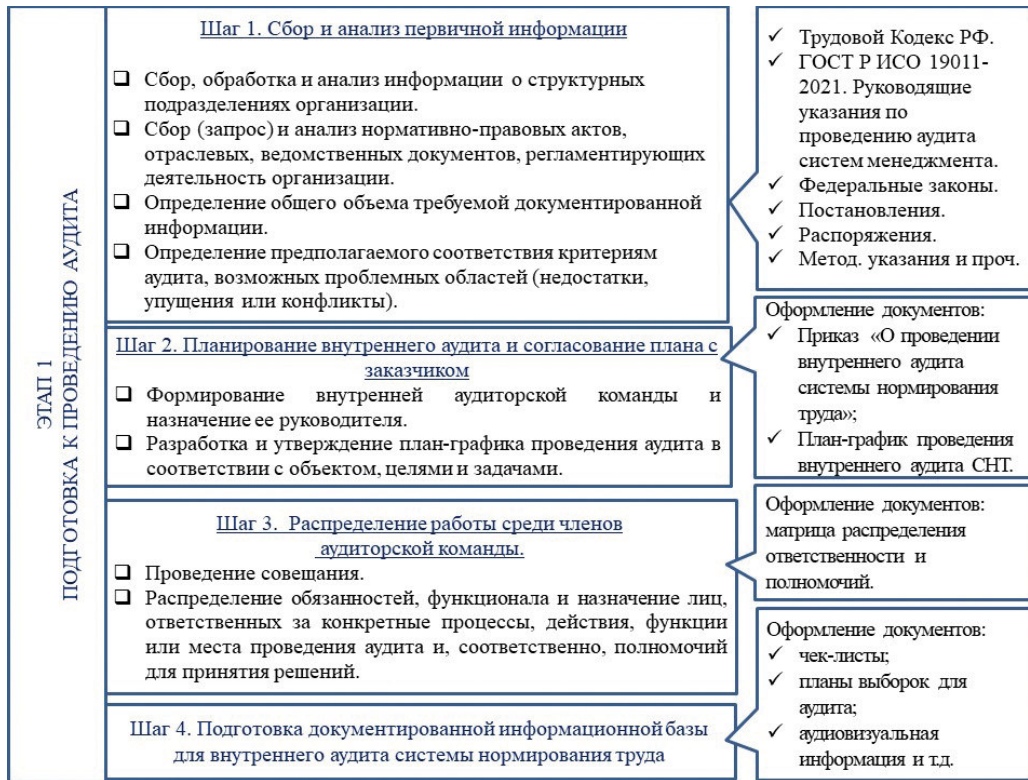 ЭТАП 1
ПОДГОТОВКА К ПРОВЕДЕНИЮ АУДИТА
Шаг 1. Сбор и анализ первичной информации
Сбор, обработка и анализ информации о структурных
подразделениях организации.
Сбор (запрос) и анализ нормативно-правовых актов,
отраслевых, ведомственных документов, регламентирующих
деятельность организации.
Определение общего объема требуемой документированной
информации.
Определение предполагаемого соответствия критериям
аудита, возможных проблемных областей (недостатки,
упущения или конфликты).
✓ Трудовой Кодекс РФ.
✓ ГОСТ Р ИСО 19011-
2021. Руководящие
указания по
проведению аудита
систем менеджмента.
✓ Федеральные законы.
✓ Постановления.
✓ Распоряжения.
✓ Метод. указания и проч.
Шаг 2. Планирование внутреннего аудита и согласование плана с
заказчиком
Формирование внутренней аудиторской команды и
назначение ее руководителя.
Разработка и утверждение план-графика проведения аудита в
соответствии с объектом, целями и задачами.
Оформление документов:
✓ Приказ «О проведении
внутреннего аудита
системы нормирования
труда»;
✓ План-график проведения
внутреннего аудита СНТ.
Шаг 3. Распределение работы среди членов
аудиторской команды.
Проведение совещания.
Распределение обязанностей, функционала и назначение лиц,
ответственных за конкретные процессы, действия, функции
или места проведения аудита и, соответственно, полномочий
для принятия решений.
Оформление документов:
матрица распределения
ответственности и
полномочий.
Шаг 4. Подготовка документированной информационной базы
для внутреннего аудита системы нормирования труда
Оформление документов:
✓ чек-листы;
✓ планы выборок для
аудита;
✓ аудиовизуальная
информация и т.д.